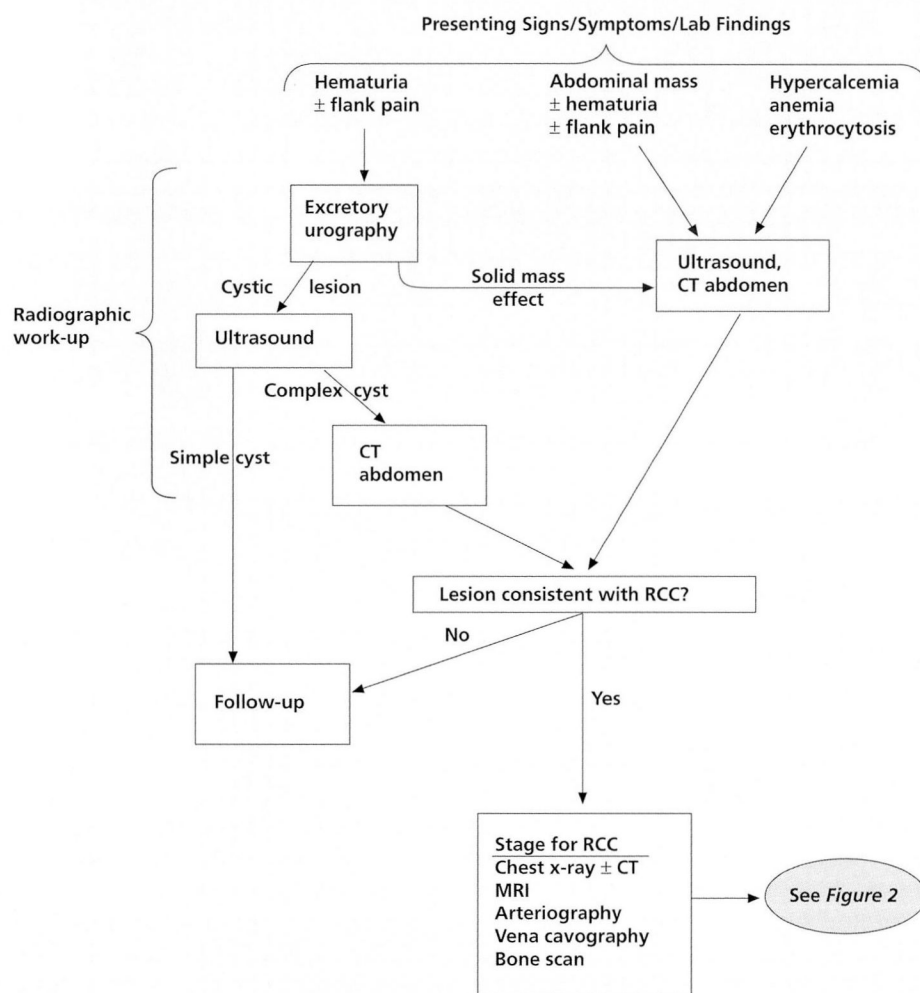 Presenting Signs/Symptoms/Lab Findings
Hematuria
± flank pain
Abdominal mass
± hematuria
± flank pain
Hypercalcemia
anemia
erythrocytosis
Radiographic
work-up
Excretory
urography
Ultrasound,
CT abdomen
Solid mass
effect
Cystic lesion
Ultrasound
Complex cyst
Simple cyst
CT
abdomen
Lesion consistent with RCC?
No
Yes
Follow-up
Stage for RCC
Chest x-ray ± CT
MRI
Arteriography
Vena cavography
Bone scan
See Figure 2